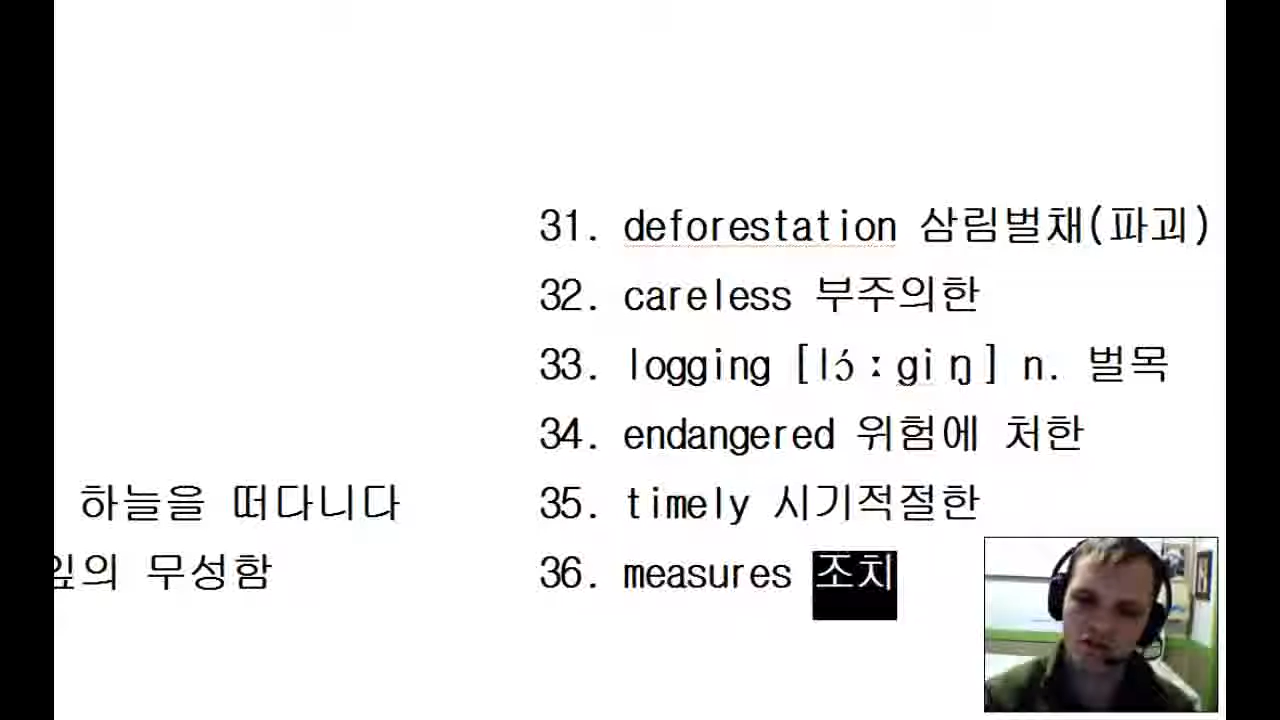 31. deforestation 삼림벌채(파괴)
32. careless 부주의한
33. logging [lɔ́ːgiŋ] n. 벌목
34. endangered 위험에 처한
하늘을 떠다니다
35. timely 시기적절한
잎의 무성함
36. measures 조치